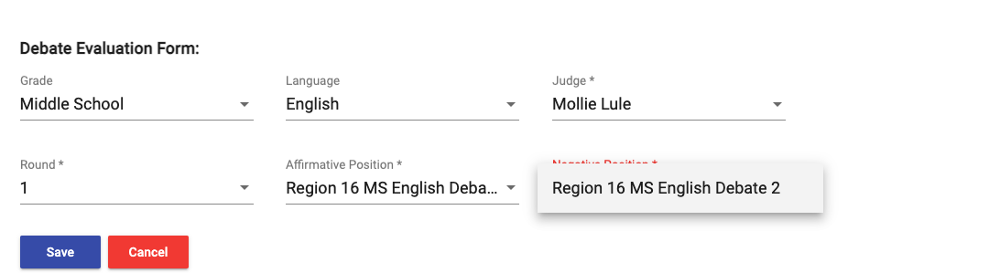 Debate Evaluation Form:
Grade Language Judge *
Middle School English Mollie Lule
Round * Affirmative Position * Negative Position *
1 Region 16 MS English Deba... Region 16 MS English Debate 2
Save Cancel